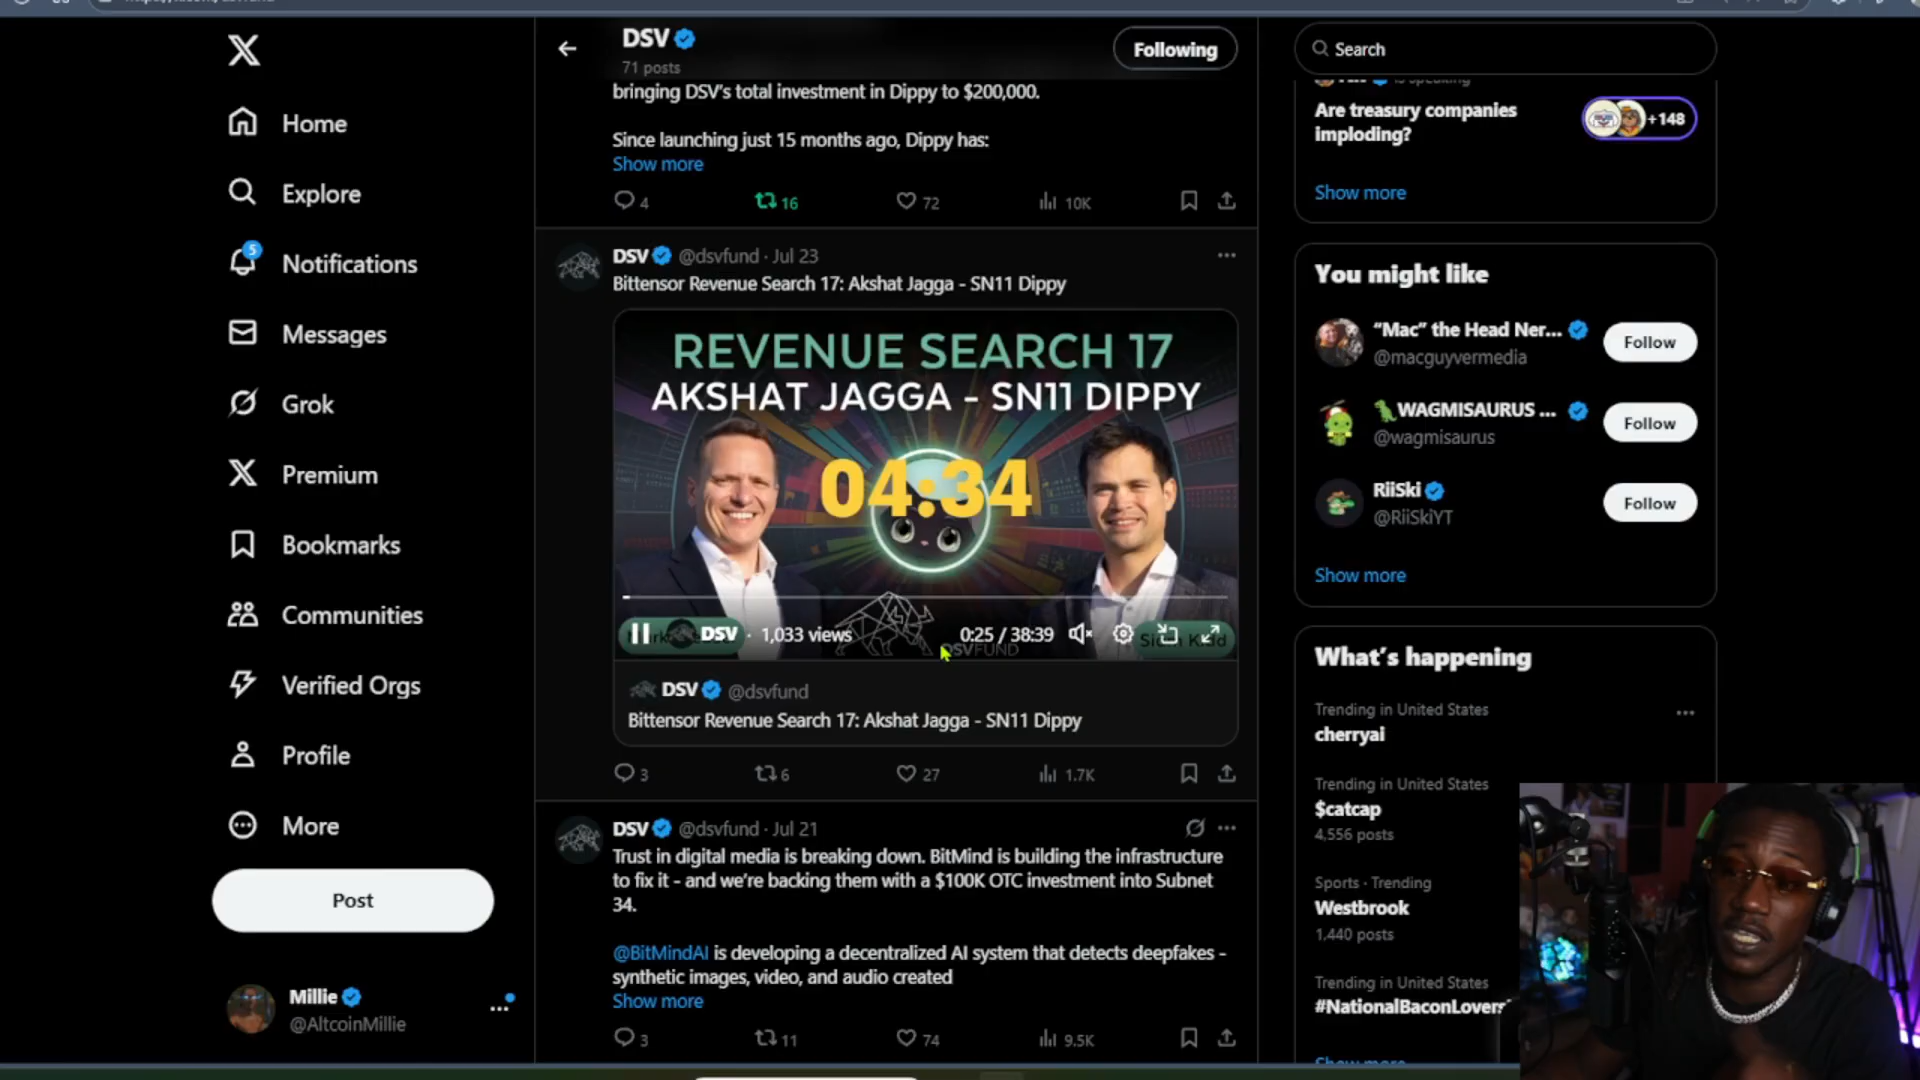 Home
Explore
5
Notifications
Messages
Grok
Premium
Bookmarks
Communities
Verified Orgs
Profile
More
Post
Millie
@AltcoinMillie
DSV
71 posts
Following
bringing DSV's total investment in Dippy to $200,000.
Since launching just 15 months ago, Dippy has:
Show more
4
16
72
10K
DSV @dsvfund · Jul 23
Bittensor Revenue Search 17: Akshat Jagga - SN11 Dippy
REVENUE SEARCH 17
AKSHAT JAGGA - SN11 DIPPY
04:34
DSV · 1,033 views
0:25 / 38:39
DSVFUND
DSV @dsvfund
Bittensor Revenue Search 17: Akshat Jagga - SN11 Dippy
3
6
27
1.7K
DSV @dsvfund · Jul 21
Trust in digital media is breaking down. BitMind is building the infrastructure
to fix it - and we're backing them with a $100K OTC investment into Subnet
34.
@BitMindAI is developing a decentralized AI system that detects deepfakes -
synthetic images, video, and audio created
Show more
3
11
74
9.5K
Search
is speaking
Are treasury companies
imploding?
+148
Show more
You might like
“Mac” the Head Ner...
@macguyvermedia
Follow
WAGMISAURUS ...
@wagmisaurus
Follow
RiiSki
@RiiSkiYT
Follow
Show more
What's happening
Trending in United States
cherryai
Trending in United States
$catcap
4,556 posts
Sports · Trending
Westbrook
1,440 posts
Trending in United States
#NationalBaconLovers
Show more